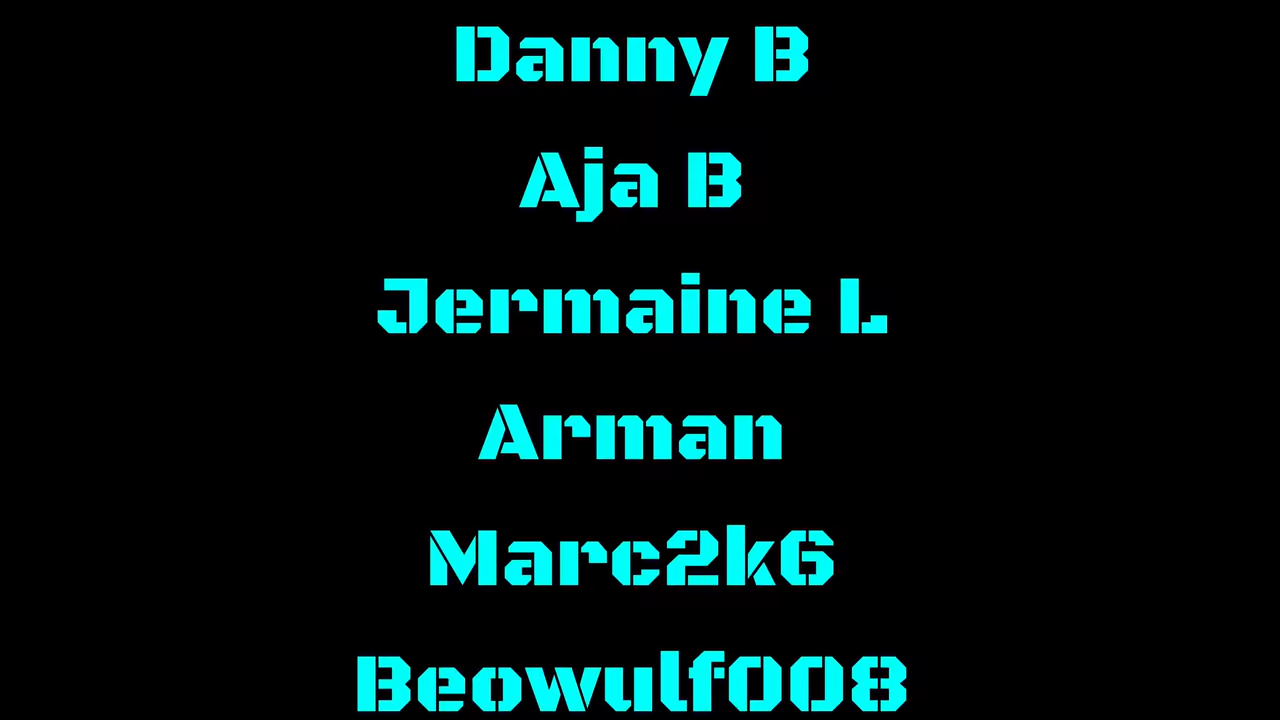 Danny B
Aja B
Jermaine L
Arman
Marc2k6
Beowulf008